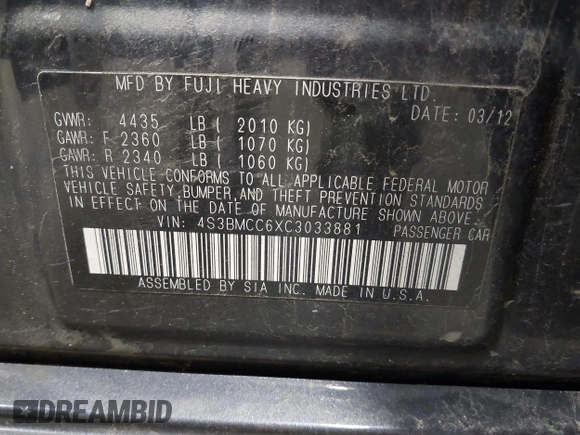 MFD BY FUJI HEAVY INDUSTRIES LTD.
DATE: 03/12
GVWR: 4435 LB ( 2010 KG)
GAWR: F 2360 LB ( 1070 KG)
GAWR: R 2340 LB ( 1060 KG)
THIS VEHICLE CONFORMS TO ALL APPLICABLE FEDERAL MOTOR
VEHICLE SAFETY, BUMPER, AND THEFT PREVENTION STANDARDS
IN EFFECT ON THE DATE OF MANUFACTURE SHOWN ABOVE.
VIN: 4S3BMCC6XC3033881 PASSENGER CAR
ASSEMBLED BY SIA INC. MADE IN U.S.A.
DREAMBID